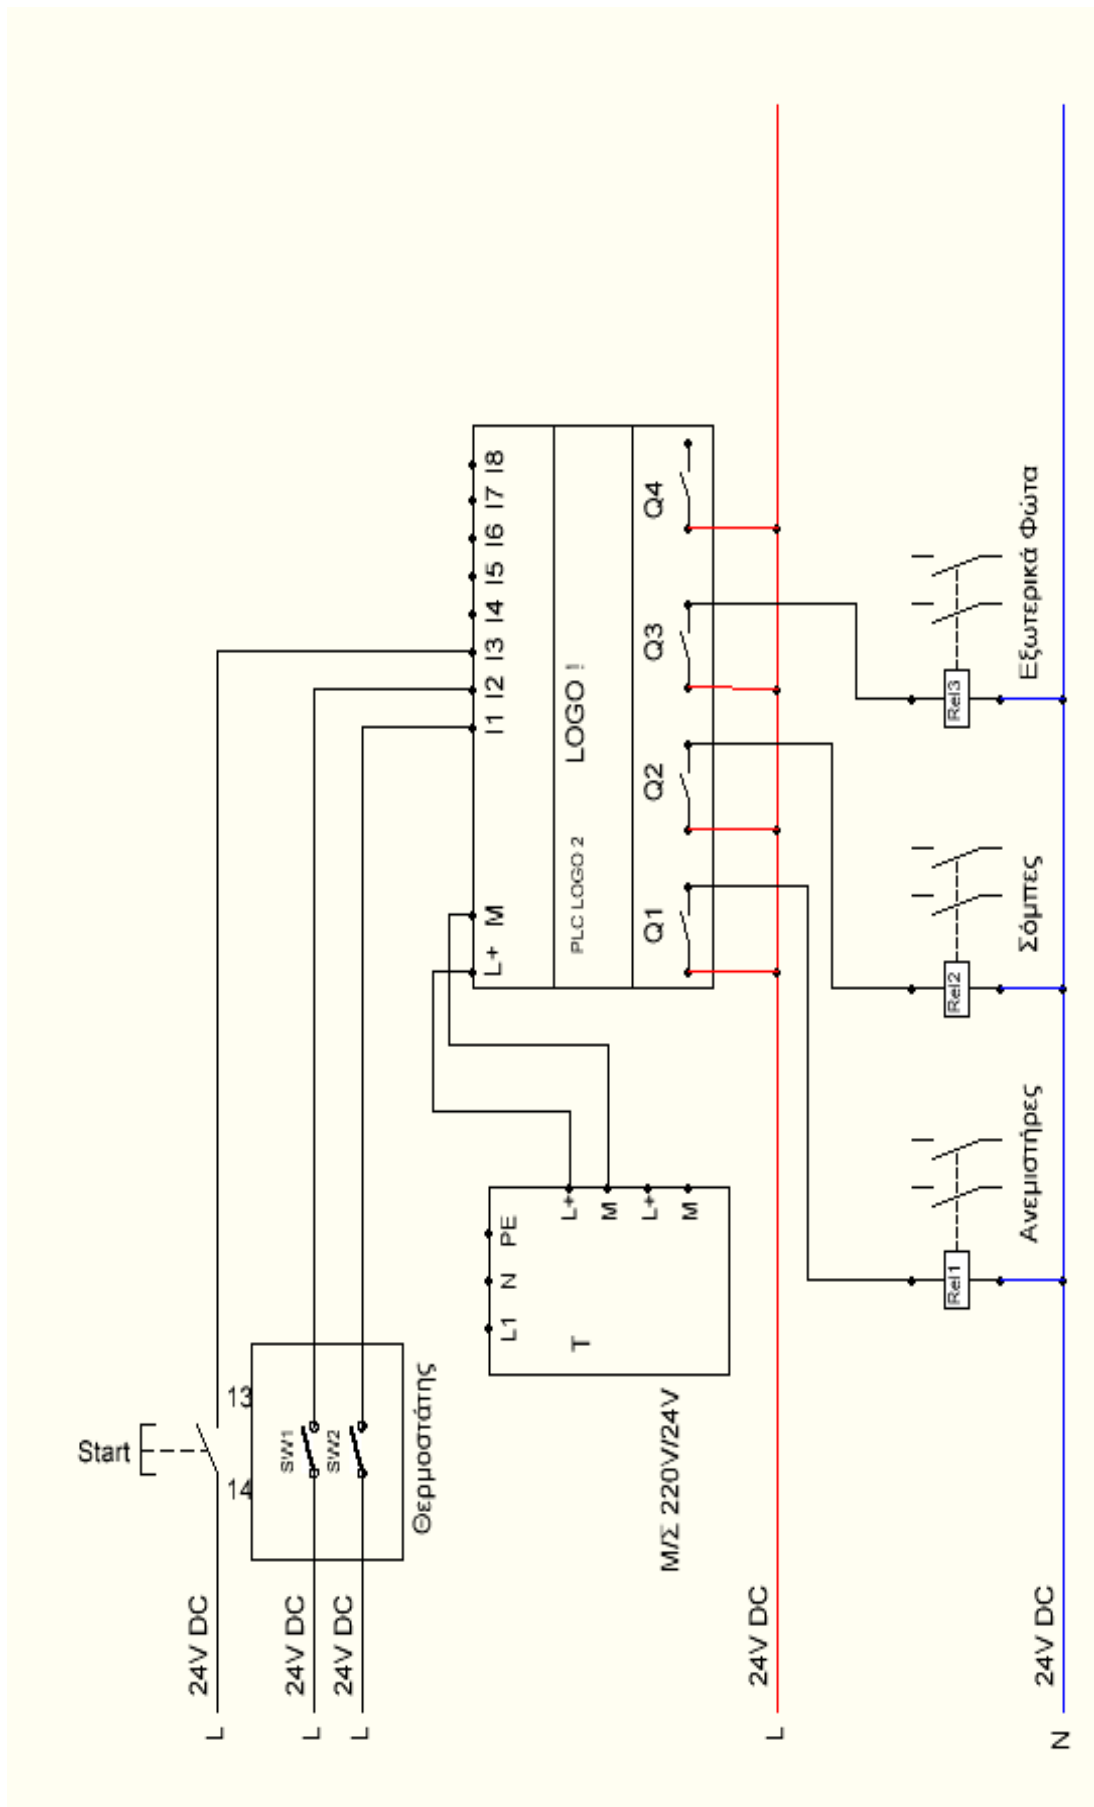 Start
13
14
24V DC
L
SW1
SW2
Θερμοστάτης
24V DC
24V DC
L
L
L1 N PE
T
L+
M
L+
M
Μ/Σ 220V/24V
L+ M I1 I2 I3 I4 I5 I6 I7 I8
PLC LOGO 2
LOGO !
Q1 Q2 Q3 Q4
24V DC
L
Rel1
Rel2
Rel3
Ανεμιστήρες
Σόμπες
Εξωτερικά Φώτα
24V DC
N